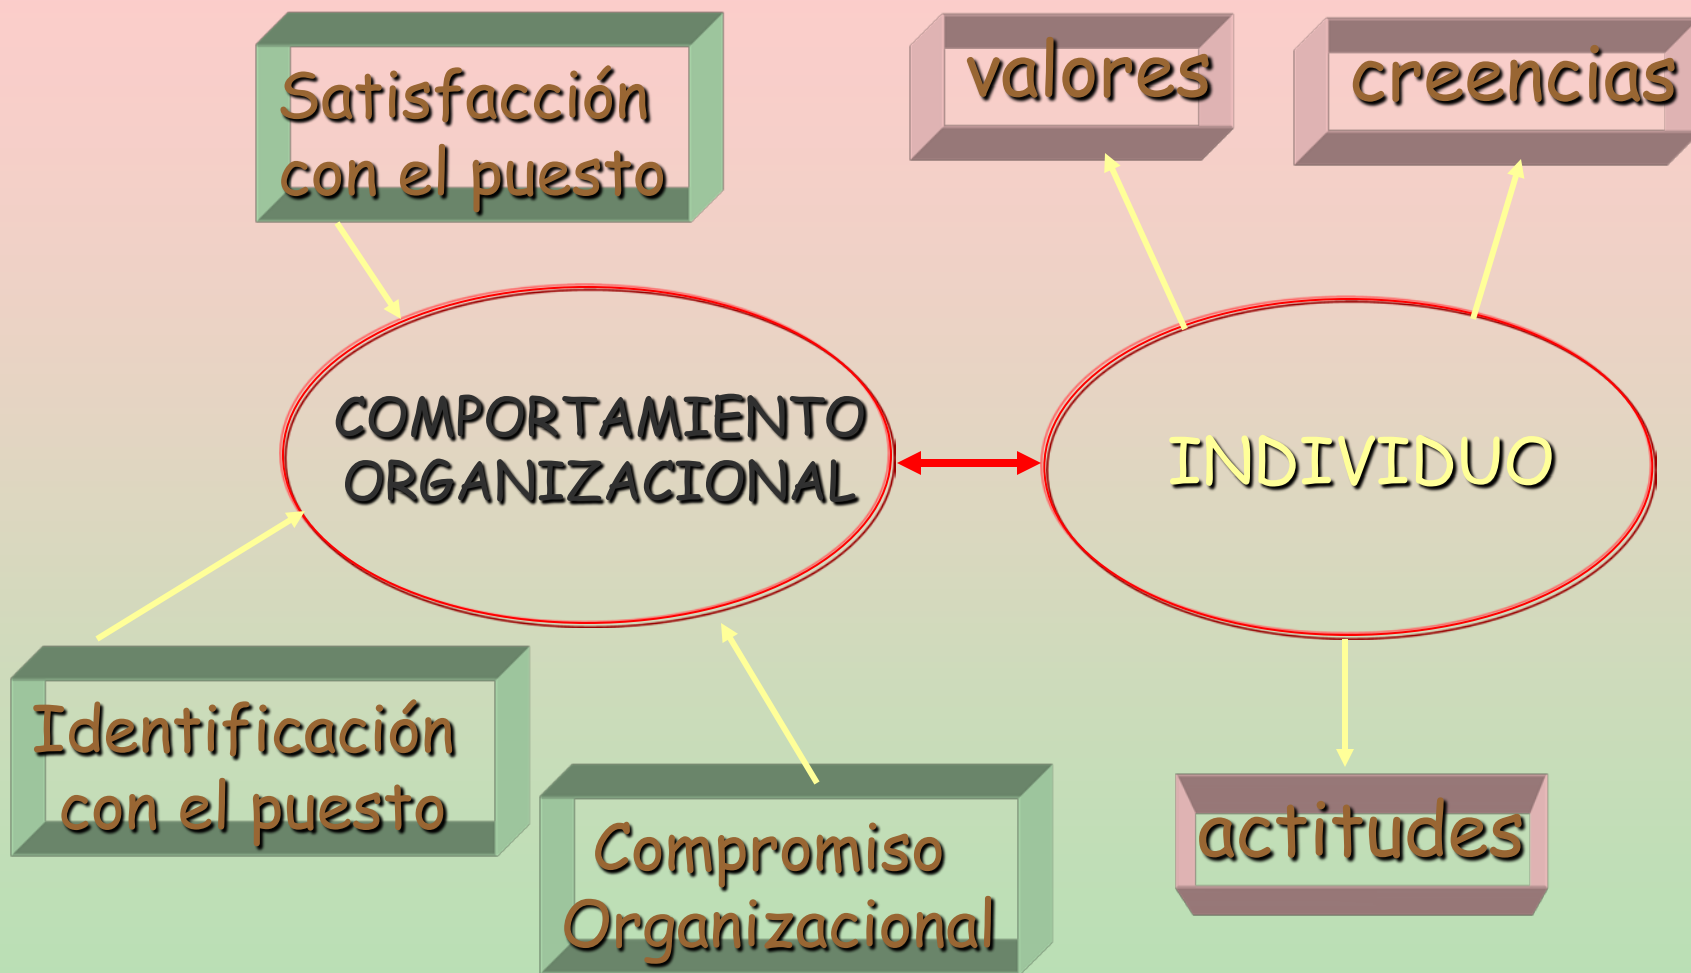 Satisfacción
con el puesto
valores
creencias
COMPORTAMIENTO
ORGANIZACIONAL
INDIVIDUO
Identificación
con el puesto
Compromiso
Organizacional
actitudes